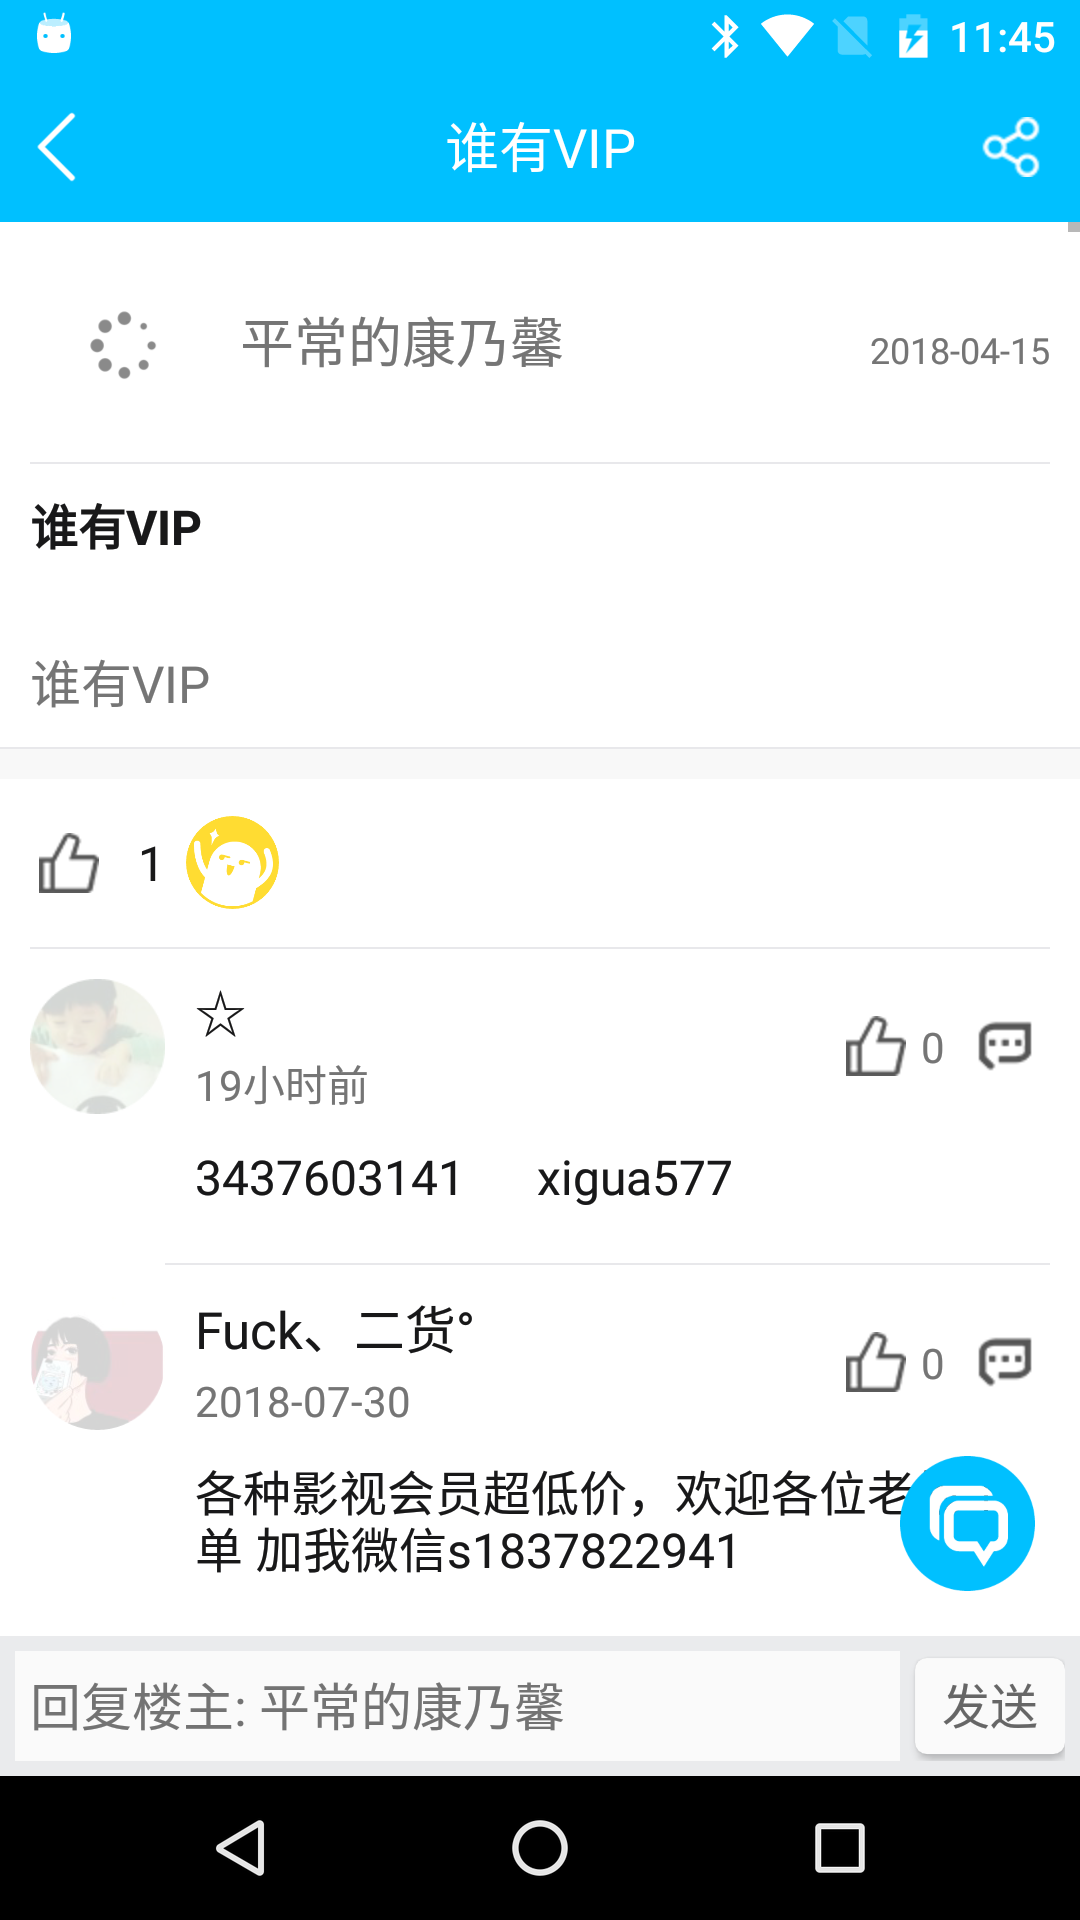 11:45
谁有VIP
平常的康乃馨
2018-04-15
谁有VIP
谁有VIP
1
☆
19小时前
0
3437603141 xigua577
Fuck、二货°
2018-07-30
0
各种影视会员超低价，欢迎各位老
单 加我微信s1837822941
回复楼主: 平常的康乃馨
发送